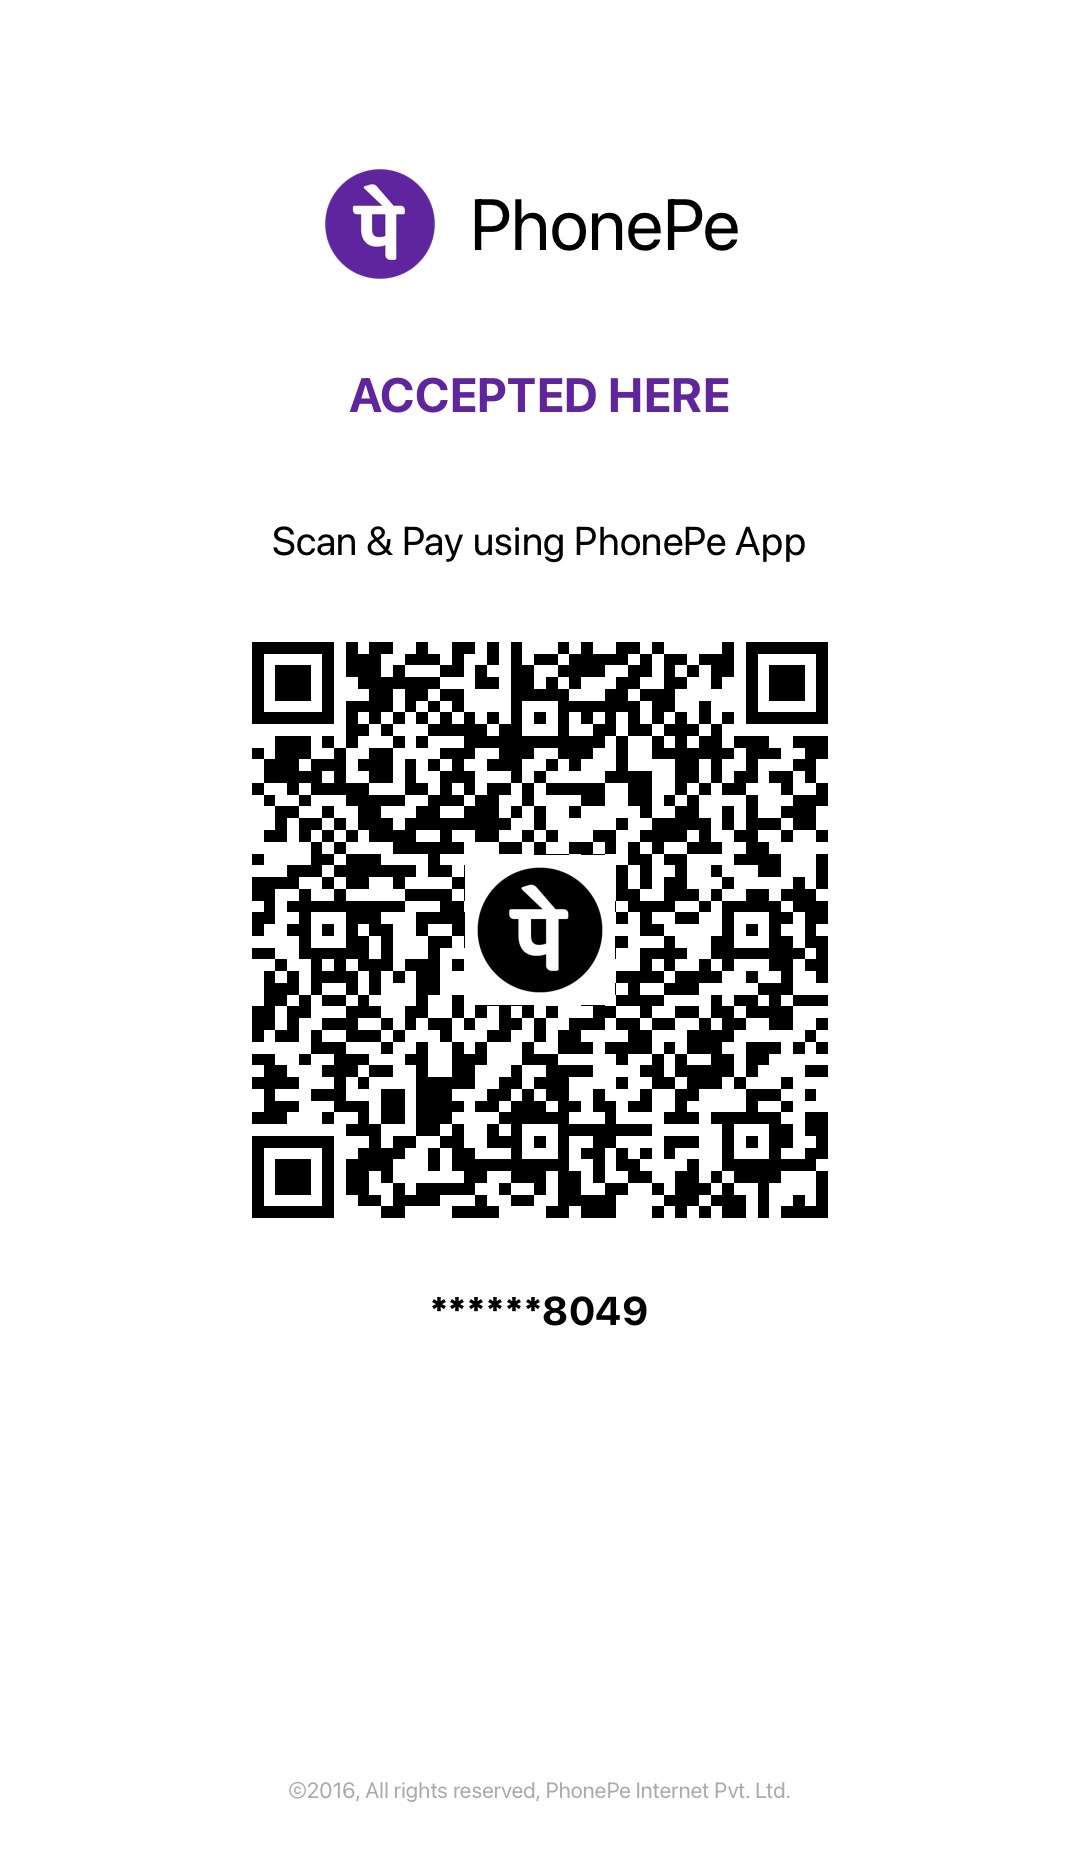 पे PhonePe
ACCEPTED HERE
Scan & Pay using PhonePe App
पे
******8049
©2016, All rights reserved, PhonePe Internet Pvt. Ltd.